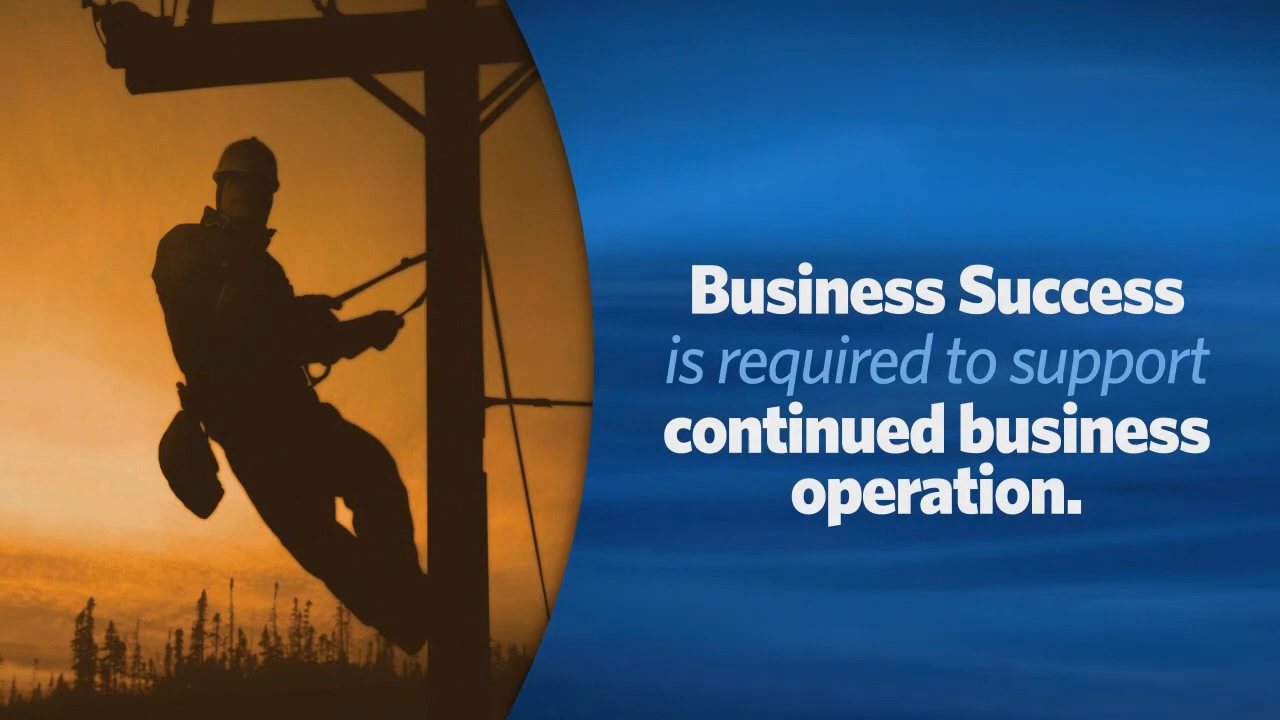 Business Success
is required to support
continued business
operation.